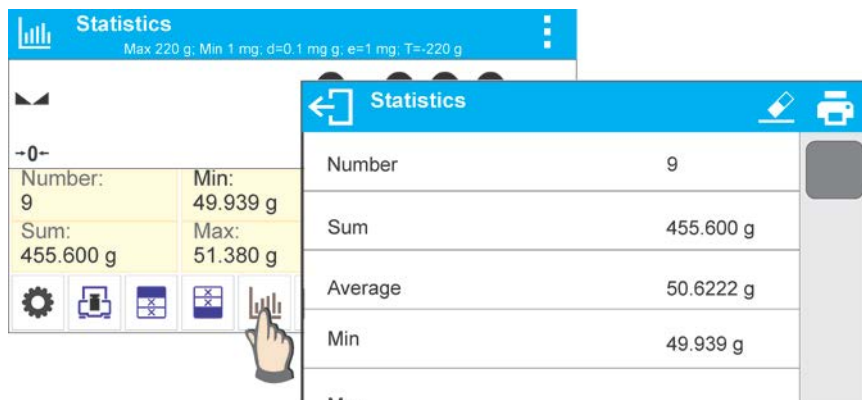 Statistics
Max 220 g; Min 1 mg; d=0.1 mg g; e=1 mg; T=-220 g
→0←
Number:
9
Min:
49.939 g
Sum:
455.600 g
Max:
51.380 g
Statistics
Number 9
Sum 455.600 g
Average 50.6222 g
Min 49.939 g